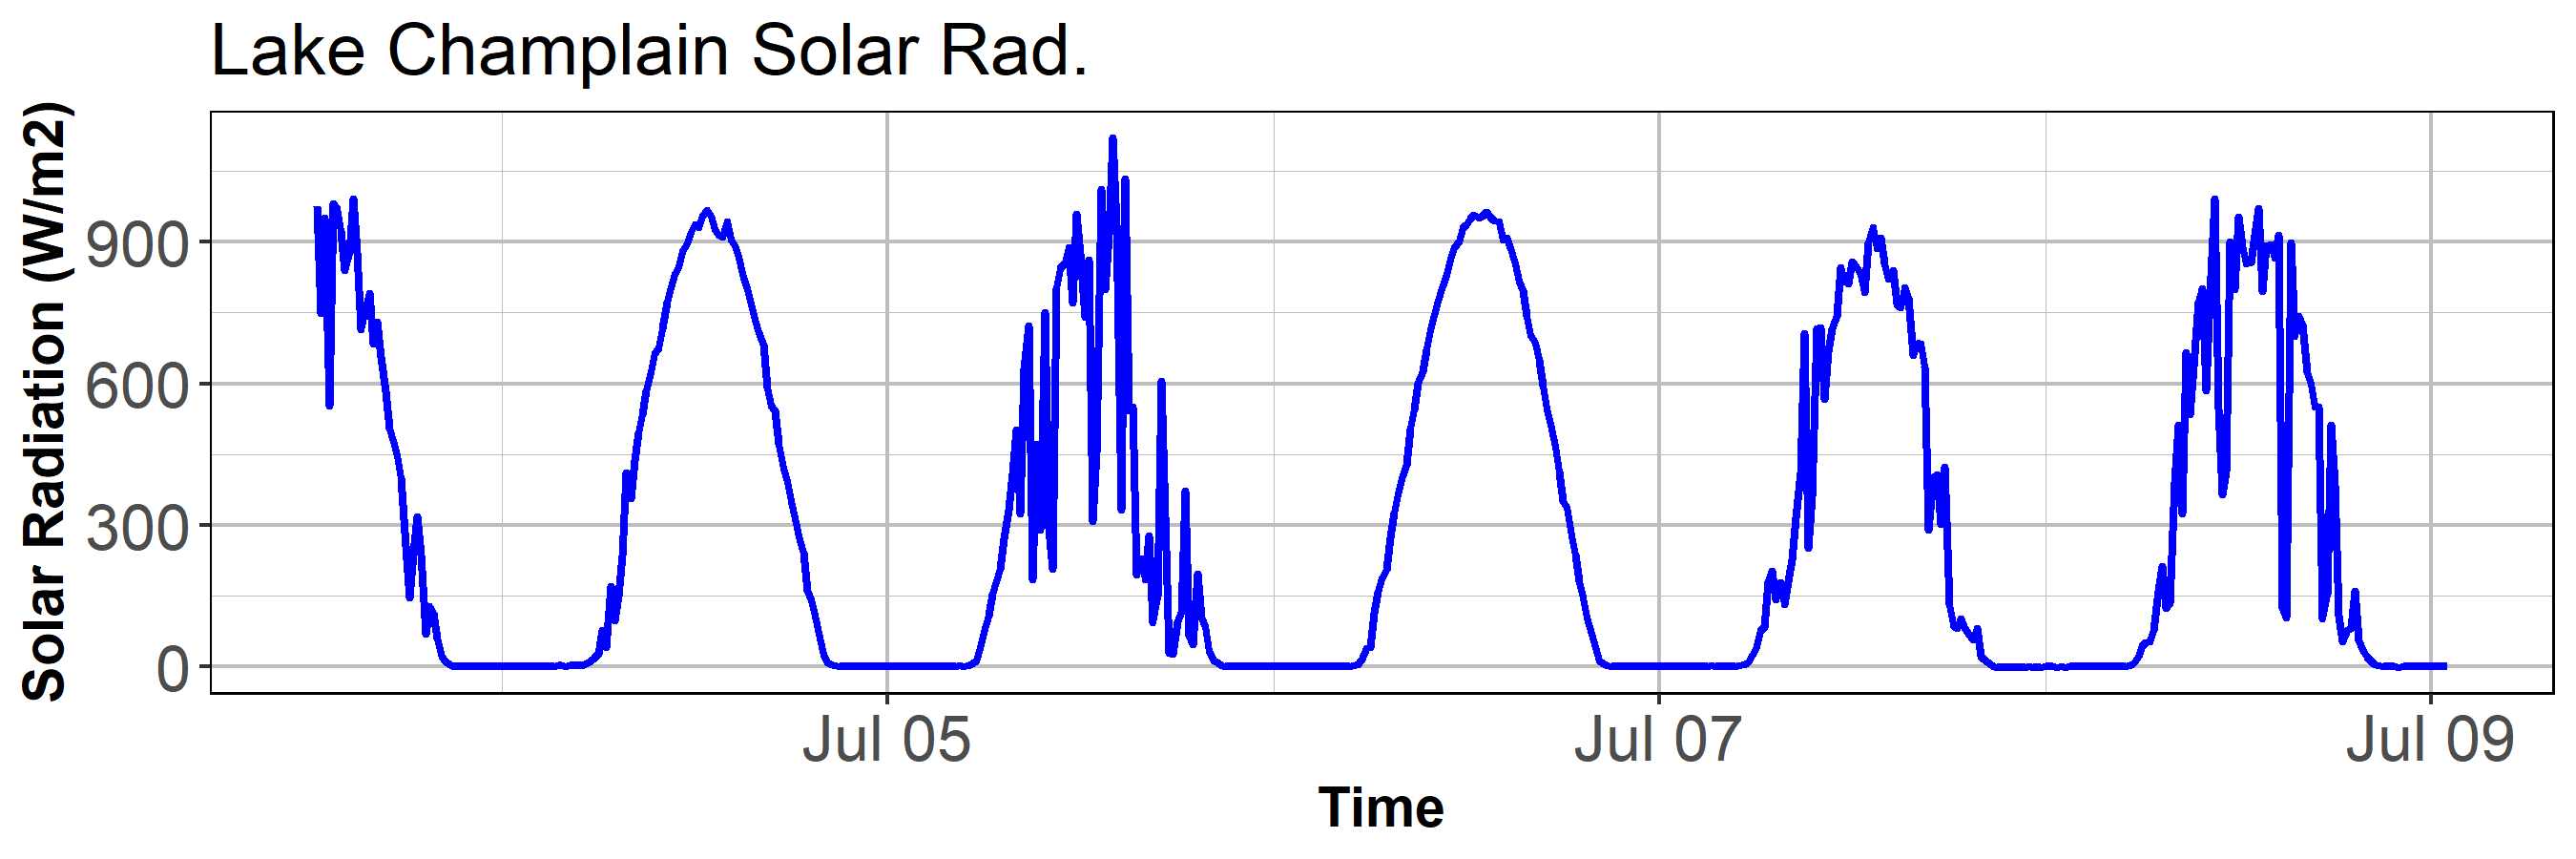 Lake Champlain Solar Rad.
Solar Radiation (W/m2)
900
600
300
0
Jul 05 Jul 07 Jul 09
Time